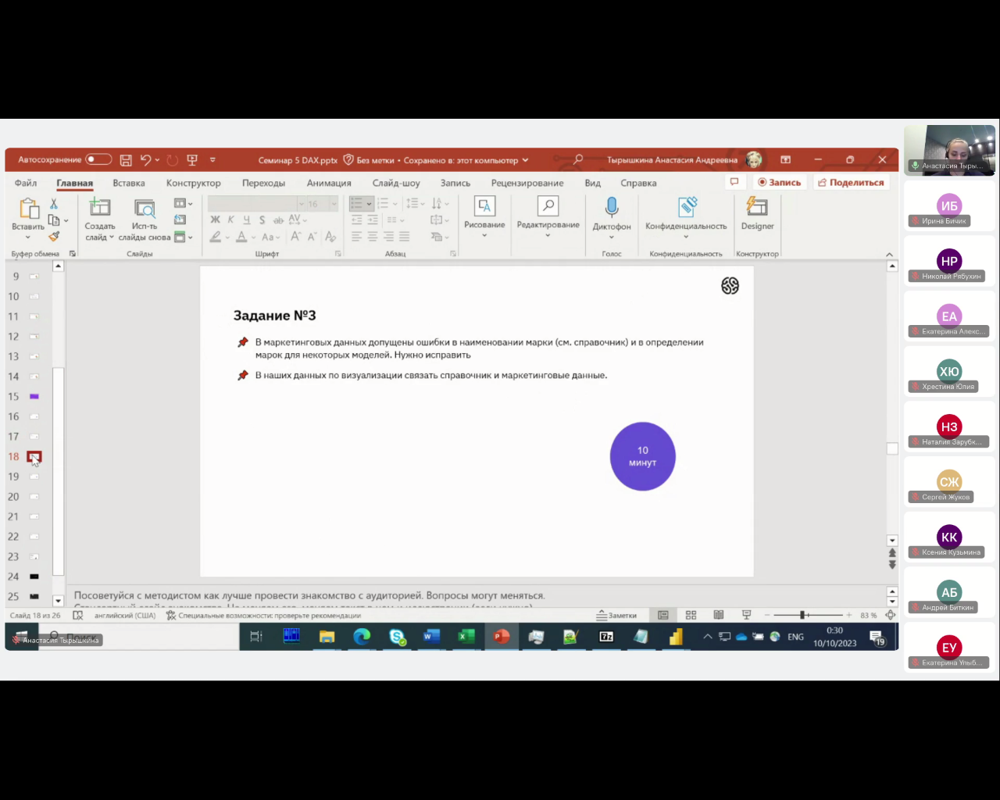 Автосохранение
Семинар 5 DAX.pptx
Без метки • Сохранено в: этот компьютер
Тырышкина Анастасия Андреевна
Файл
Главная
Вставка
Конструктор
Переходы
Анимация
Слайд-шоу
Запись
Рецензирование
Вид
Справка
Запись
Поделиться
Вставить
Создать
слайд
Исп-ть
слайды снова
16
Ж К Ч S ab AV
Aa
A A
Рисование
Редактирование
Диктофон
Конфиденциальность
Designer
Буфер обмена
Слайды
Шрифт
Абзац
Голос
Конфиденциальность
Конструктор
9
10
11
12
13
14
15
16
17
18
19
20
21
22
23
24
25
Задание №3
В маркетинговых данных допущены ошибки в наименовании марки (см. справочник) и в определении
марок для некоторых моделей. Нужно исправить
В наших данных по визуализации связать справочник и маркетинговые данные.
10
минут
Посоветуйся с методистом как лучше провести знакомство с аудиторией. Вопросы могут меняться.
Слайд 18 из 26
английский (США)
Специальные возможности: проверьте рекомендации
Заметки
83 %
Поиск
Анастасия Тырышкина
7z
ENG
0:30
10/10/2023
19
Анастасия Тыры...
ИБ
Ирина Бичик
НР
Николай Рябухин
ЕА
Екатерина Алекс...
ХЮ
Хрестина Юлия
НЗ
Наталия Зарубк...
СЖ
Сергей Жуков
КК
Ксения Кузьмина
АБ
Андрей Биткин
ЕУ
Екатерина Улыб...